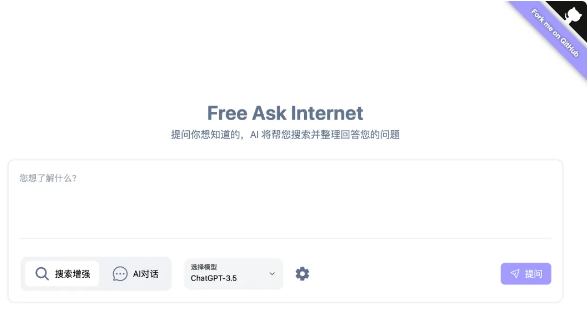 Fork me on GitHub
Free Ask Internet
提问你想知道的，AI 将帮您搜索并整理回答您的问题
您想了解什么？
搜索增强
AI对话
选择模型
ChatGPT-3.5
提问